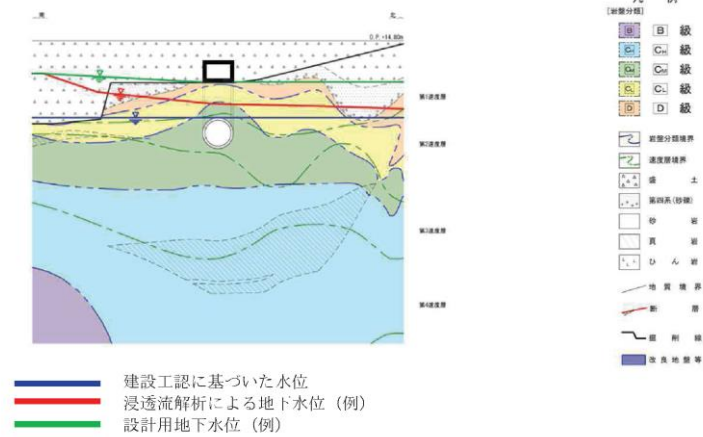 凡 例
[岩盤分類]
東
北
O.P.+14.80m
B B 級
CH CH 級
CM CM 級
CL CL 級
D D 級
第1速度層
第2速度層
第3速度層
第4速度層
岩盤分類境界
速度層境界
盛 土
第四系(砂礫)
砂 岩
頁 岩
ひ ん 岩
地 質 境 界
断 層
掘 削 線
改 良 地 盤 等
建設工認に基づいた水位
浸透流解析による地下水位（例）
設計用地下水位（例）